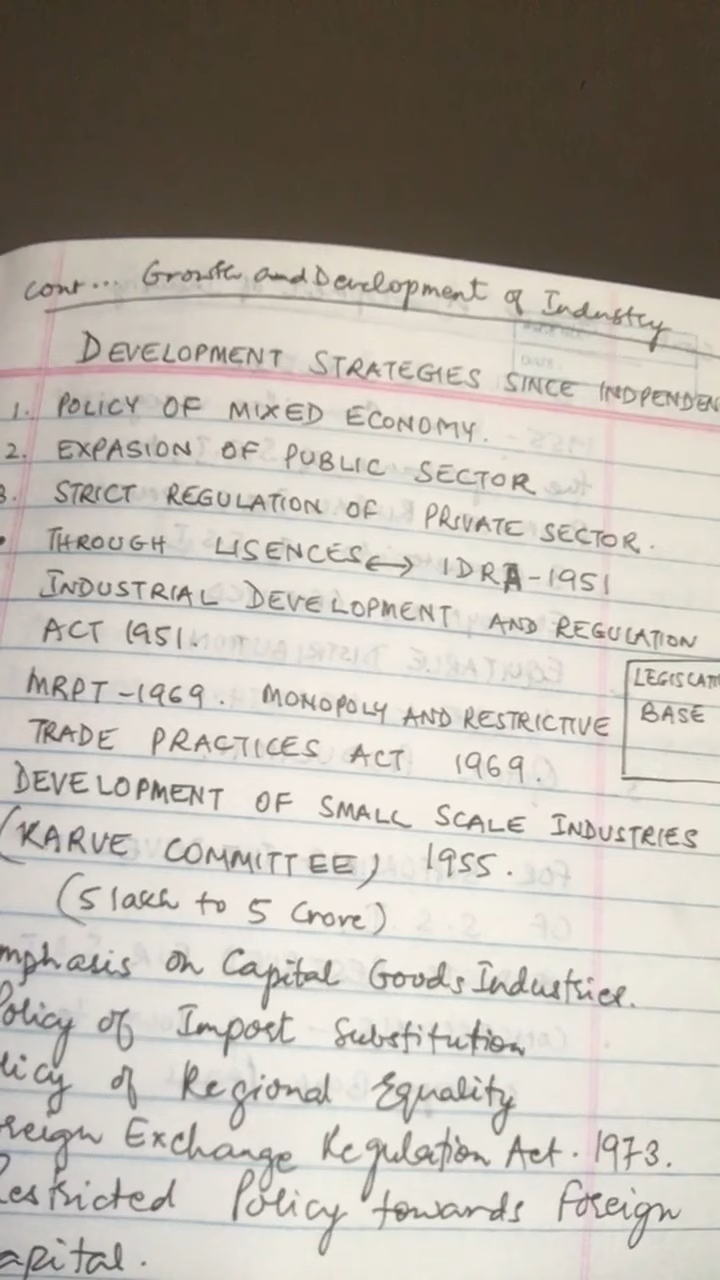 cont... Growth and Development of Industry
DEVELOPMENT STRATEGIES SINCE INDPENDEN
1. POLICY OF MIXED ECONOMY.
2. EXPASION OF PUBLIC SECTOR
3. STRICT REGULATION OF PRIVATE SECTOR.
• THROUGH LISENCES ↔ IDRA-1951
INDUSTRIAL DEVELOPMENT AND REGULATION
ACT 1951.
LEGISLATI
BASE
MRPT-1969. MONOPOLY AND RESTRICTIVE
TRADE PRACTICES ACT 1969.
DEVELOPMENT OF SMALL SCALE INDUSTRIES
(KARVE COMMITTEE) 1955.
(5 lakh to 5 Crore)
mphasis on Capital Goods Industries.
Policy of Import Substitution
licy of Regional Equality
reign Exchange Regulation Act. 1973.
Restricted Policy towards foreign
apital.